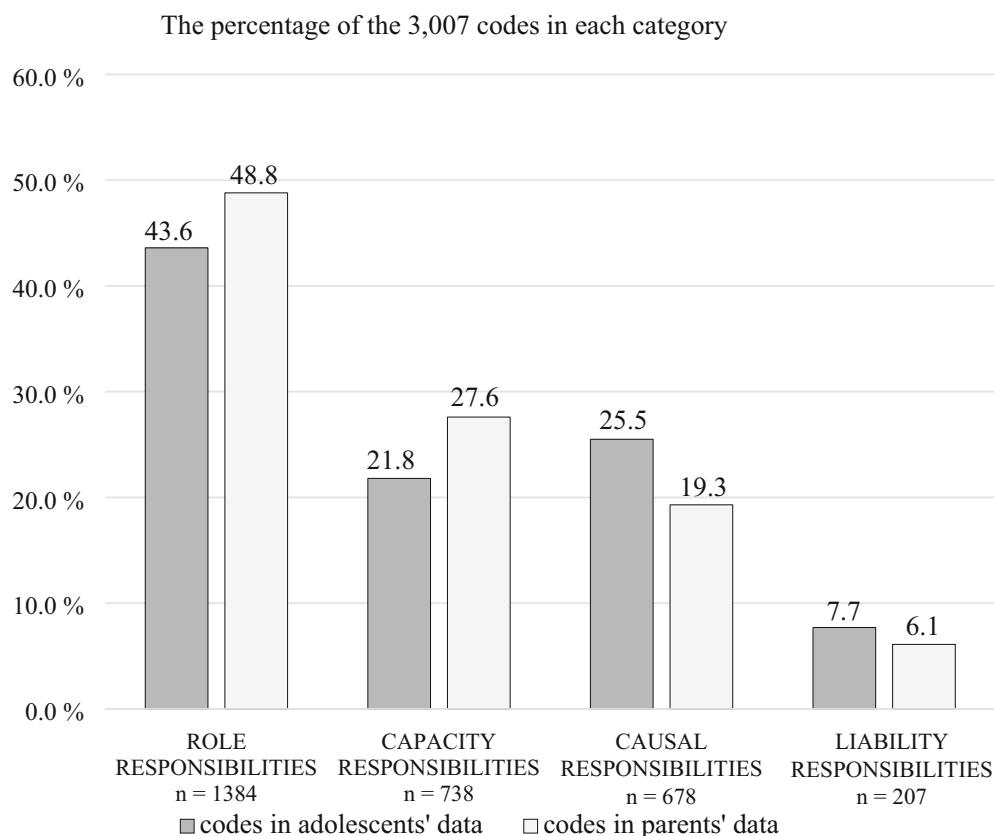 The percentage of the 3,007 codes in each category
60.0 %
50.0 %
40.0 %
30.0 %
20.0 %
10.0 %
0.0 %
43.6
48.8
21.8
27.6
25.5
19.3
7.7
6.1
ROLE
RESPONSIBILITIES
n = 1384
CAPACITY
RESPONSIBILITIES
n = 738
CAUSAL
RESPONSIBILITIES
n = 678
LIABILITY
RESPONSIBILITIES
n = 207
codes in adolescents' data
codes in parents' data